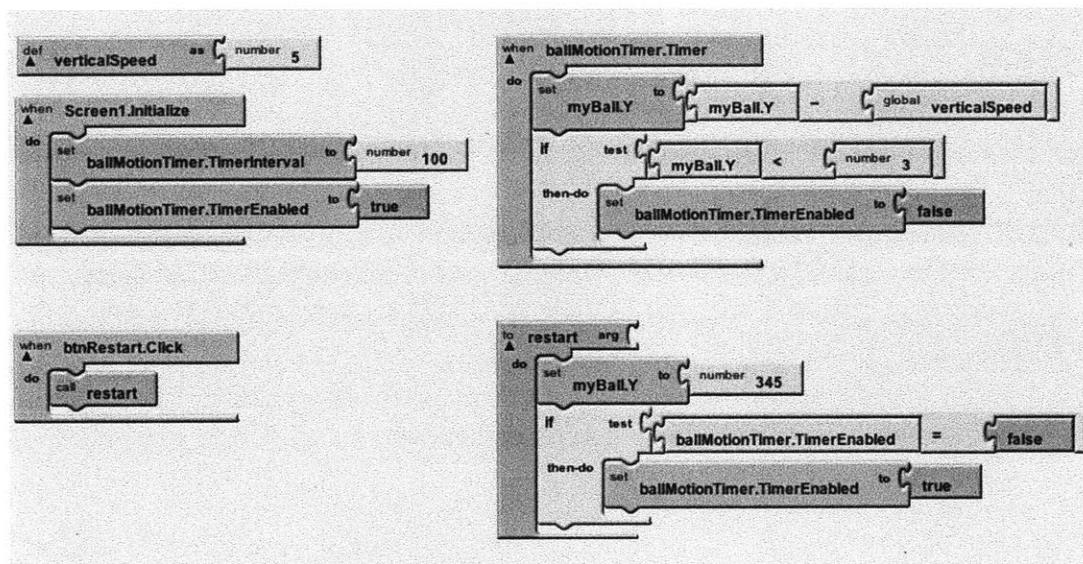 def verticalSpeed as number 5
when Screen1.Initialize
do set ballMotionTimer.TimerInterval to number 100
set ballMotionTimer.TimerEnabled to true
when btnRestart.Click
do call restart
when ballMotionTimer.Timer
do set myBall.Y to myBall.Y - global verticalSpeed
if test myBall.Y < number 3
then-do set ballMotionTimer.TimerEnabled to false
to restart arg
do set myBall.Y to number 345
if test ballMotionTimer.TimerEnabled = false
then-do set ballMotionTimer.TimerEnabled to true